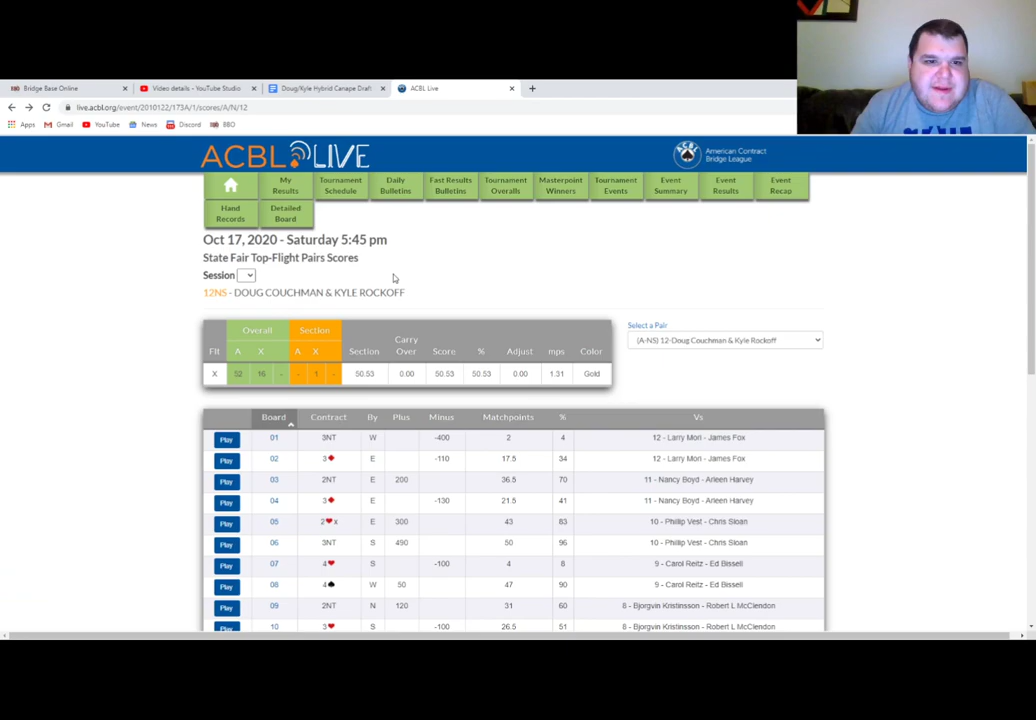 Bridge Base Online × Video details - YouTube Studio × Doug/Kyle Hybrid Canape Draft × ACBL Live × +
live.acbl.org/event/2010122/173A/1/scores/A/N/12
Apps Gmail YouTube News Discord BBO
ACBL LIVE
American Contract
Bridge League
My Results Tournament Schedule Daily Bulletins Fast Results Bulletins Tournament Overalls Masterpoint Winners Tournament Events Event Summary Event Results Event Recap
Hand Records Detailed Board
Oct 17, 2020 - Saturday 5:45 pm
State Fair Top-Flight Pairs Scores
Session
12NS - DOUG COUCHMAN & KYLE ROCKOFF
Select a Pair
(A-NS) 12-Doug Couchman & Kyle Rockoff
Overall Section
Flt A X A X Section Carry Over Score % Adjust mps Color
X 52 16 - - 1 - 50.53 0.00 50.53 50.53 0.00 1.31 Gold
Board Contract By Plus Minus Matchpoints % Vs
Play 01 3NT W -400 2 4 12 - Larry Mori - James Fox
Play 02 3♦ E -110 17.5 34 12 - Larry Mori - James Fox
Play 03 2NT E 200 36.5 70 11 - Nancy Boyd - Arleen Harvey
Play 04 3♦ E -130 21.5 41 11 - Nancy Boyd - Arleen Harvey
Play 05 2♥x E 300 43 83 10 - Phillip Vest - Chris Sloan
Play 06 3NT S 490 50 96 10 - Phillip Vest - Chris Sloan
Play 07 4♥ S -100 4 8 9 - Carol Reitz - Ed Bissell
Play 08 4♠ W 50 47 90 9 - Carol Reitz - Ed Bissell
Play 09 2NT N 120 31 60 8 - Bjorgvin Kristinsson - Robert L McClendon
Play 10 3♥ S -100 26.5 51 8 - Bjorgvin Kristinsson - Robert L McClendon